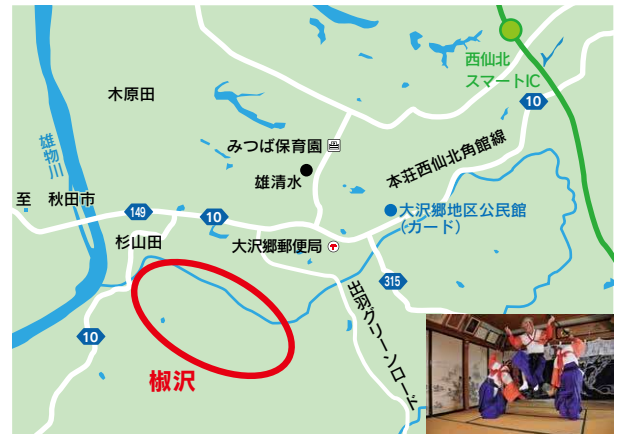 西仙北
スマートIC
木原田
10
雄物川
みつば保育園
本荘西仙北角館線
雄清水
至 秋田市
149
10
大沢郷地区公民館
(カード)
杉山田
大沢郷郵便局
315
出羽グリーンロード
10
椒沢